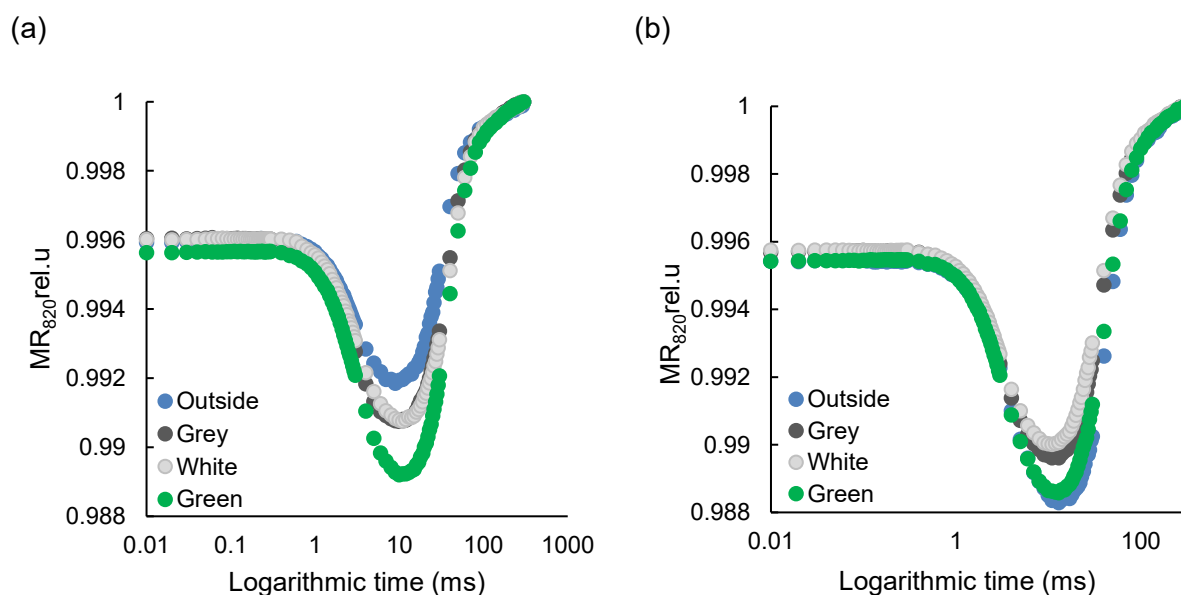 (a)
1
0.998
0.996
0.994
0.992
0.99
0.988
MR₈₂₀rel.u
Outside
Grey
White
Green
0.01 0.1 1 10 100 1000
Logarithmic time (ms)
(b)
1
0.998
0.996
0.994
0.992
0.99
0.988
MR₈₂₀rel.u
Outside
Grey
White
Green
0.01 1 100
Logarithmic time (ms)